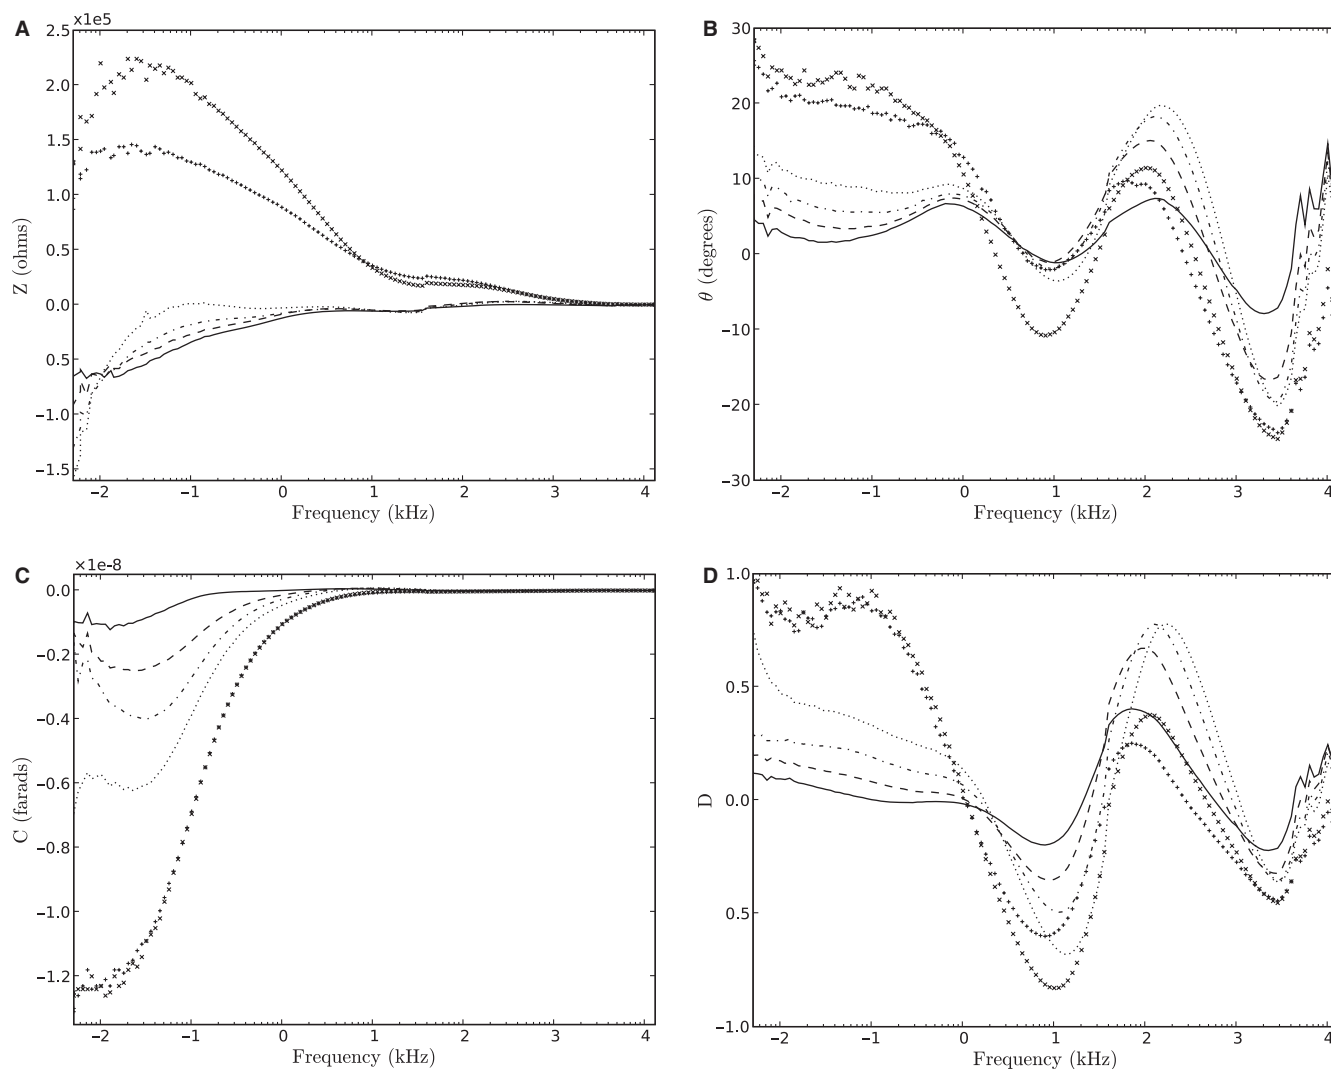 A
×1e5
2.5
2.0
1.5
1.0
0.5
0.0
0.5
−1.0
−1.5
Z (ohms)
−2 −1 0 1 2 3 4
Frequency (kHz)
B
30
20
10
0
−10
−20
−30
θ (degrees)
−2 −1 0 1 2 3 4
Frequency (kHz)
C
×1e-8
0.0
−0.2
−0.4
−0.6
−0.8
−1.0
−1.2
C (farads)
−2 −1 0 1 2 3 4
Frequency (kHz)
D
1.0
0.5
0.0
0.5
−1.0
D
−2 −1 0 1 2 3 4
Frequency (kHz)